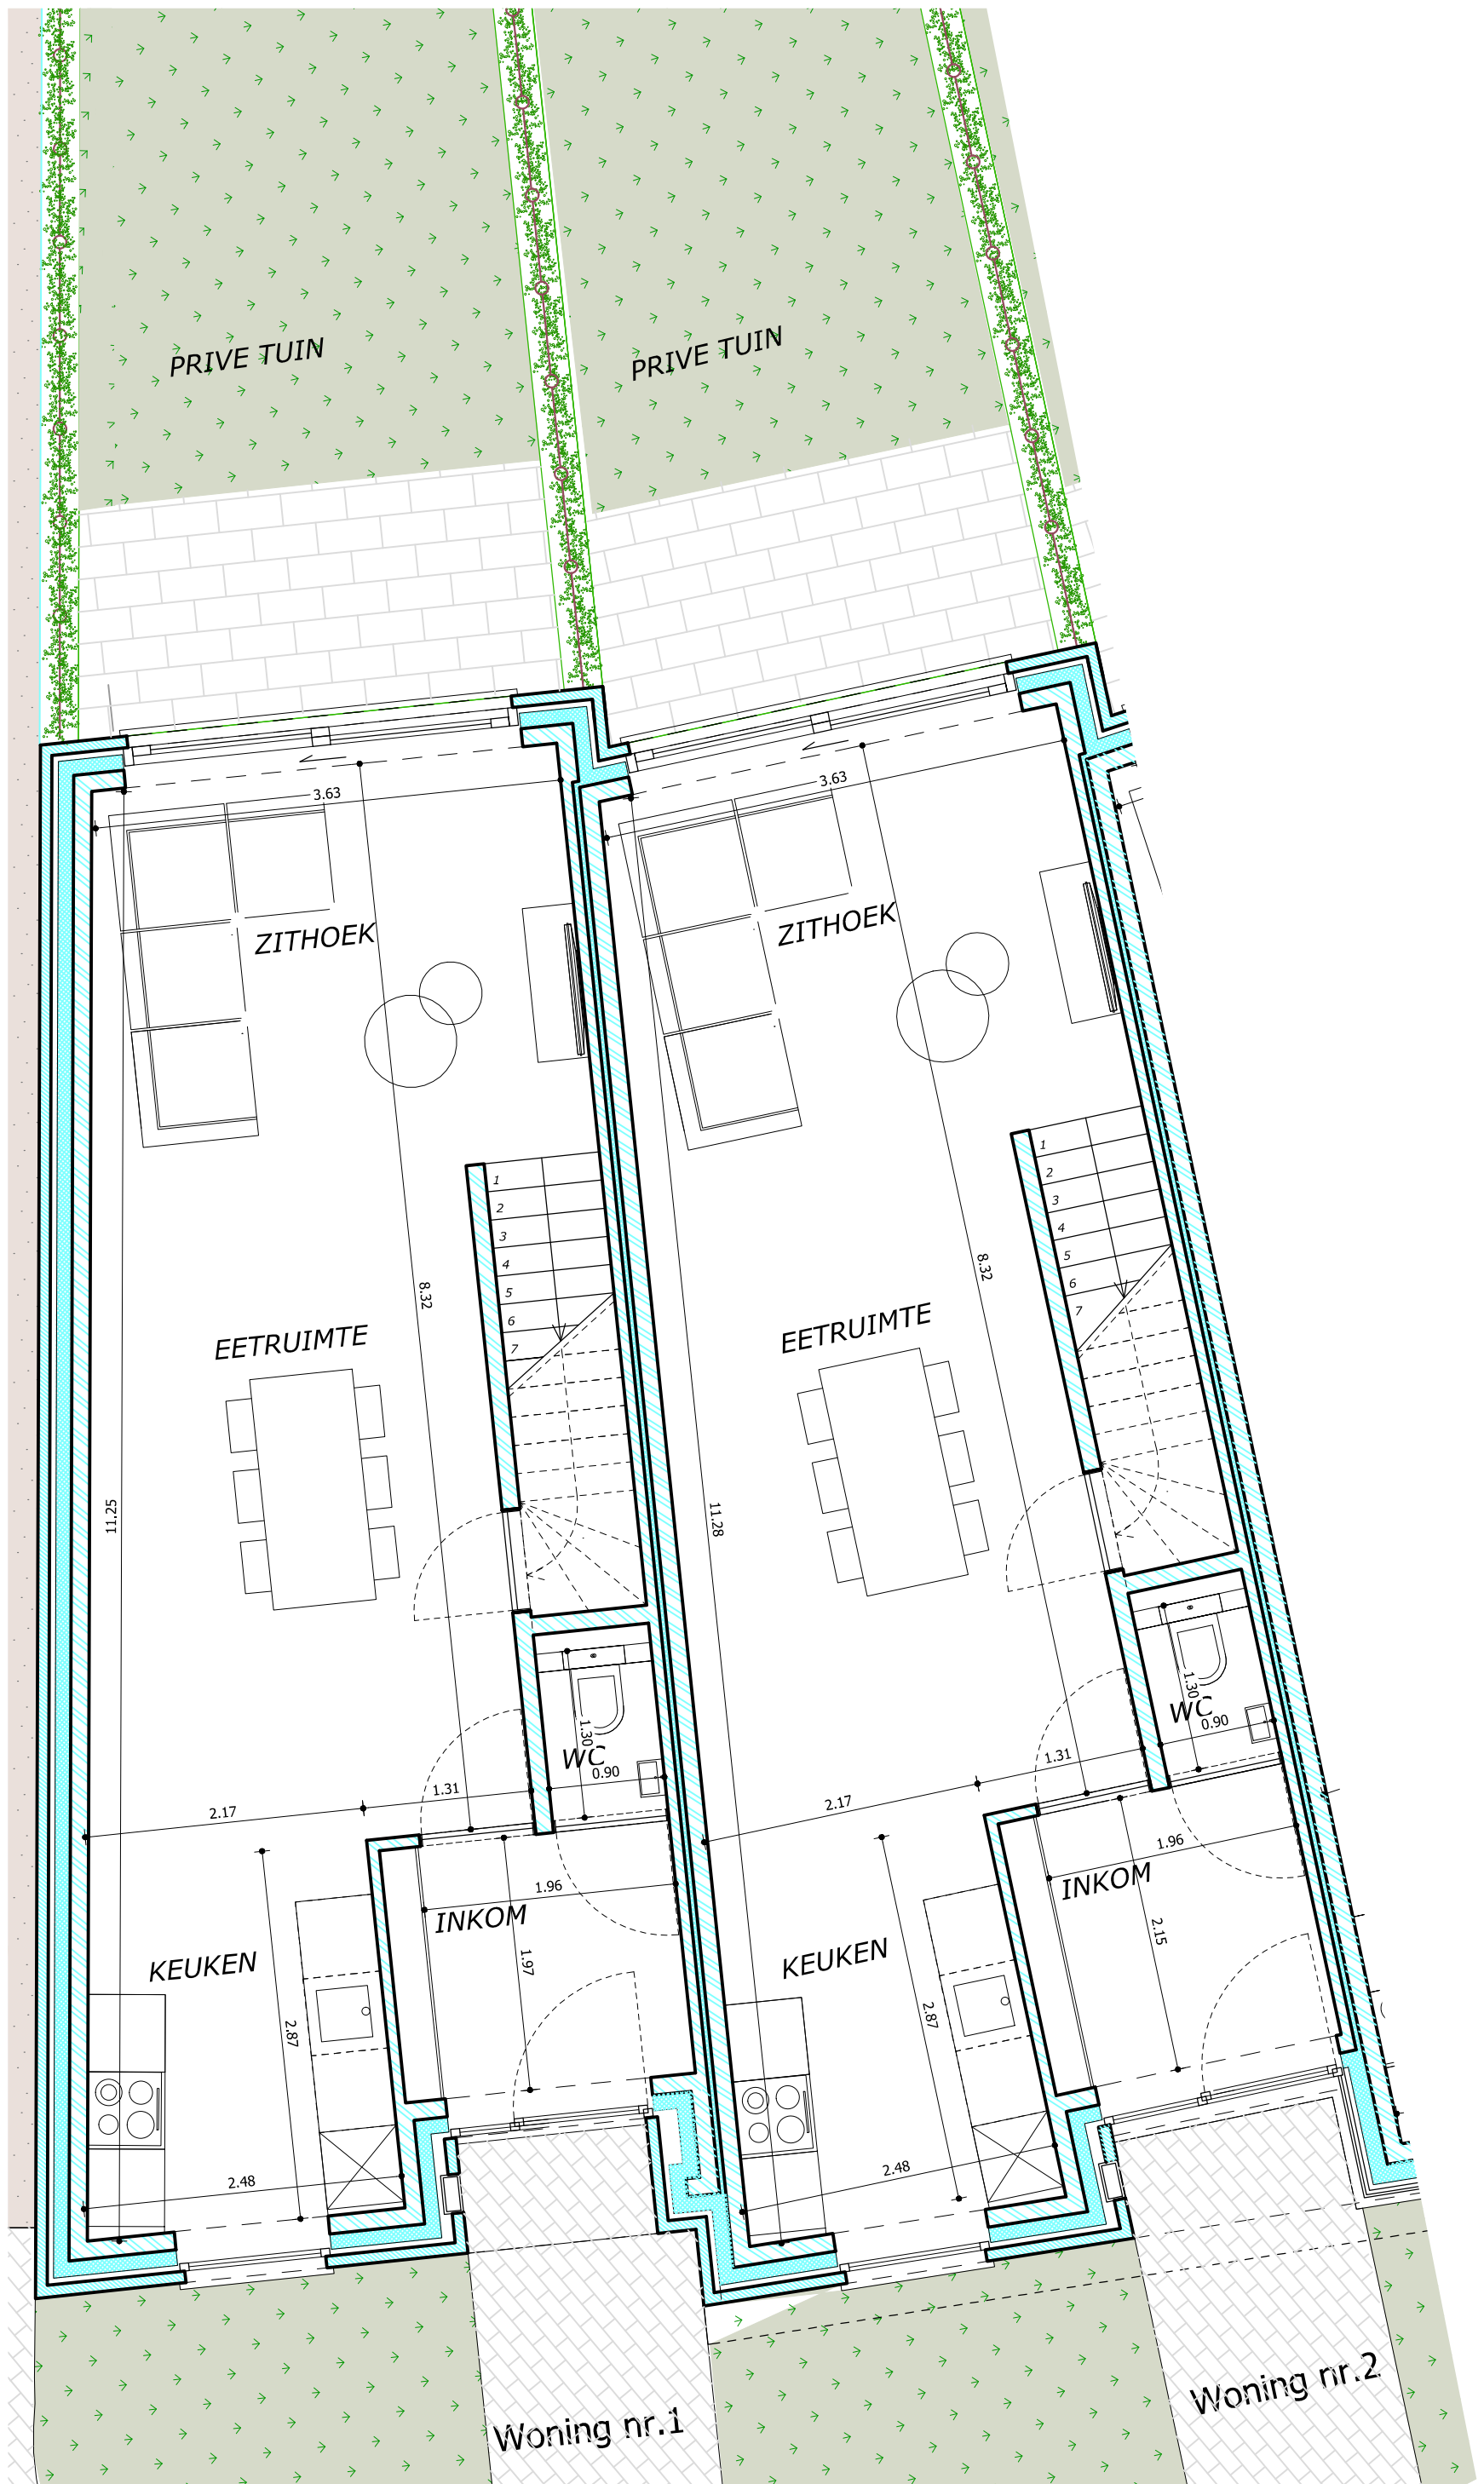 PRIVE TUIN
PRIVE TUIN
3.63
3.63
ZITHOEK
ZITHOEK
1
2
3
4
5
6
7
1
2
3
4
5
6
7
8.32
8.32
EETRUIMTE
EETRUIMTE
11.25
11.28
1.30
WC
0.90
1.30
WC
0.90
1.31
2.17
1.31
2.17
1.96
INKOM
1.97
1.96
INKOM
2.15
KEUKEN
KEUKEN
2.87
2.87
2.48
2.48
Woning nr.1
Woning nr.2